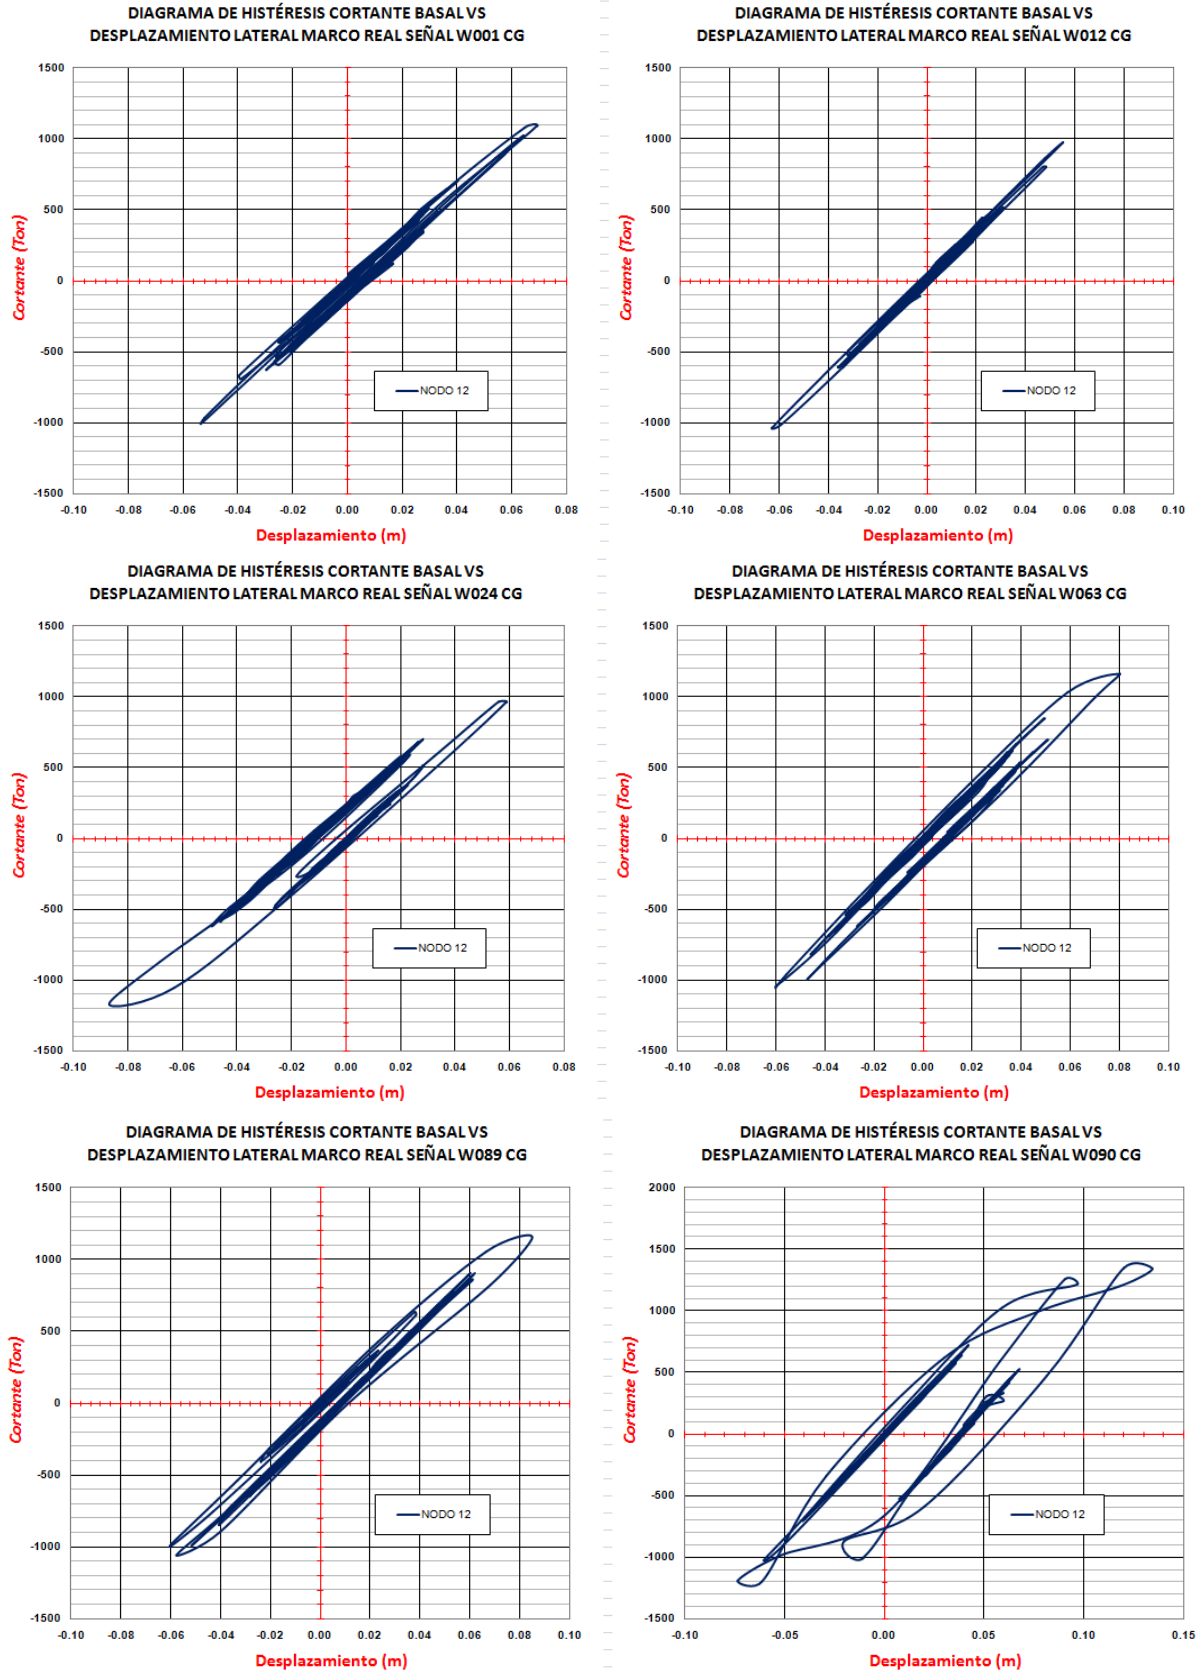 DIAGRAMA DE HISTÉRESIS CORTANTE BASAL VS
DESPLAZAMIENTO LATERAL MARCO REAL SEÑAL W001 CG
1500
1000
500
0
-500
-1000
-1500
Cortante (Ton)
NODO 12
-0.10 -0.08 -0.06 -0.04 -0.02 0.00 0.02 0.04 0.06 0.08
Desplazamiento (m)
DIAGRAMA DE HISTÉRESIS CORTANTE BASAL VS
DESPLAZAMIENTO LATERAL MARCO REAL SEÑAL W012 CG
1500
1000
500
0
-500
-1000
-1500
Cortante (Ton)
NODO 12
-0.10 -0.08 -0.06 -0.04 -0.02 0.00 0.02 0.04 0.06 0.08 0.10
Desplazamiento (m)
DIAGRAMA DE HISTÉRESIS CORTANTE BASAL VS
DESPLAZAMIENTO LATERAL MARCO REAL SEÑAL W024 CG
1500
1000
500
0
-500
-1000
-1500
Cortante (Ton)
NODO 12
-0.10 -0.08 -0.06 -0.04 -0.02 0.00 0.02 0.04 0.06 0.08
Desplazamiento (m)
DIAGRAMA DE HISTÉRESIS CORTANTE BASAL VS
DESPLAZAMIENTO LATERAL MARCO REAL SEÑAL W063 CG
1500
1000
500
0
-500
-1000
-1500
Cortante (Ton)
NODO 12
-0.10 -0.08 -0.06 -0.04 -0.02 0.00 0.02 0.04 0.06 0.08 0.10
Desplazamiento (m)
DIAGRAMA DE HISTÉRESIS CORTANTE BASAL VS
DESPLAZAMIENTO LATERAL MARCO REAL SEÑAL W089 CG
1500
1000
500
0
-500
-1000
-1500
Cortante (Ton)
NODO 12
-0.10 -0.08 -0.06 -0.04 -0.02 0.00 0.02 0.04 0.06 0.08 0.10
Desplazamiento (m)
DIAGRAMA DE HISTÉRESIS CORTANTE BASAL VS
DESPLAZAMIENTO LATERAL MARCO REAL SEÑAL W090 CG
2000
1500
1000
500
0
-500
-1000
-1500
Cortante (Ton)
NODO 12
-0.10 -0.05 0.00 0.05 0.10 0.15
Desplazamiento (m)